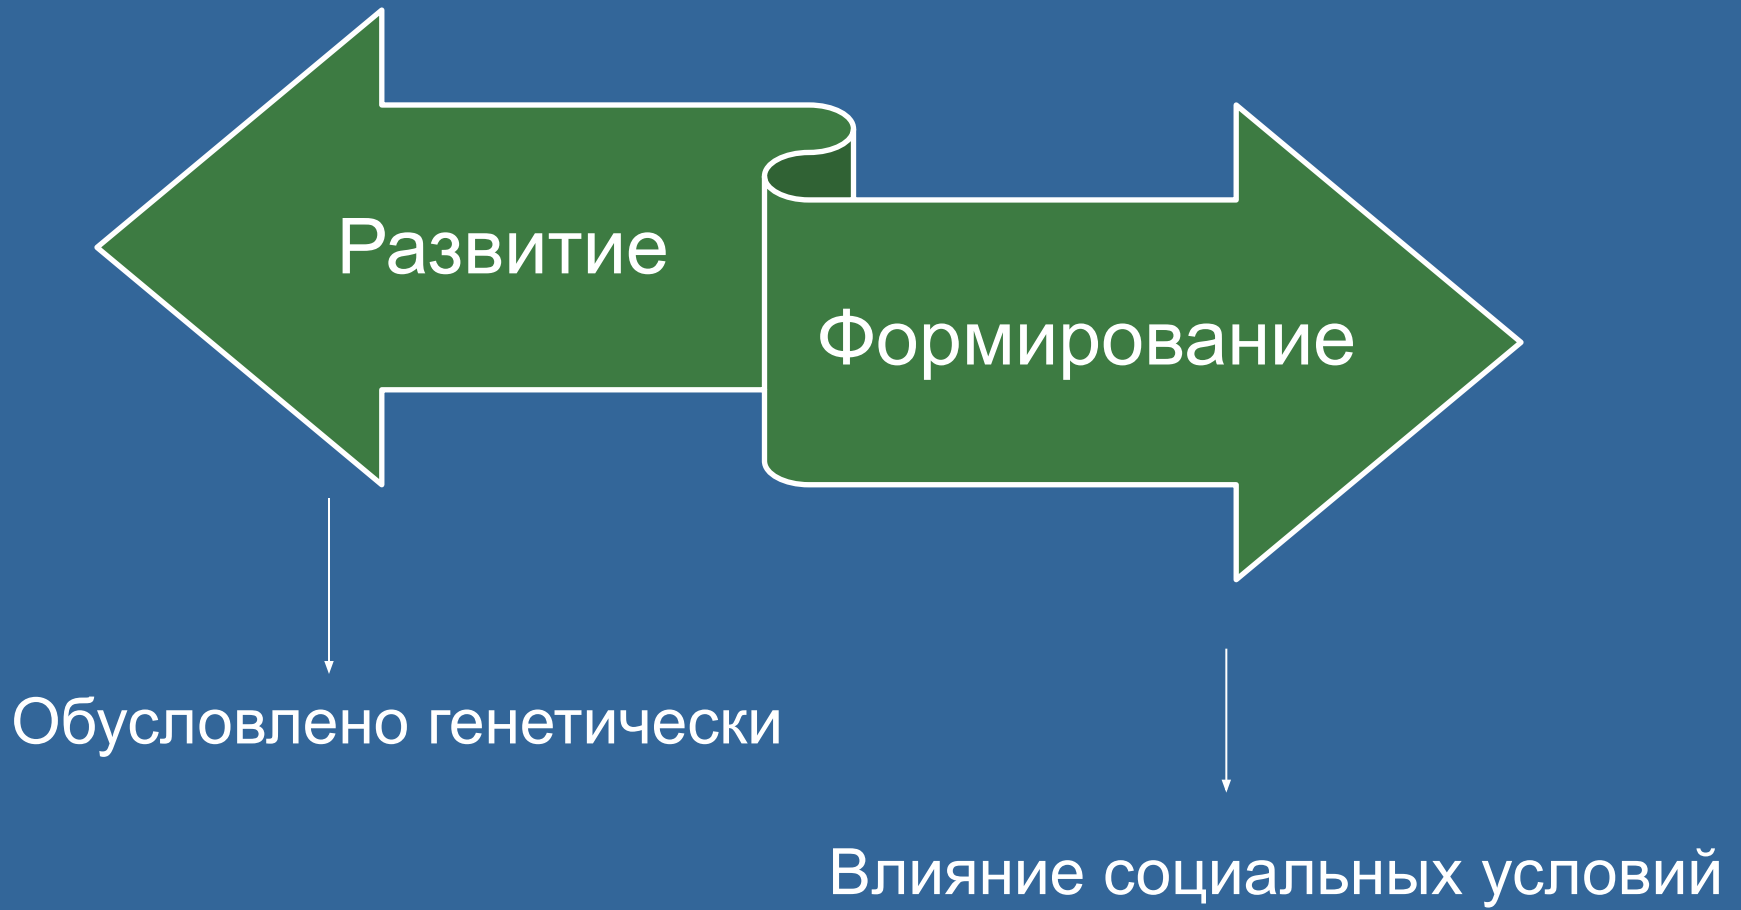 Развитие
Формирование
Обусловлено генетически
Влияние социальных условий